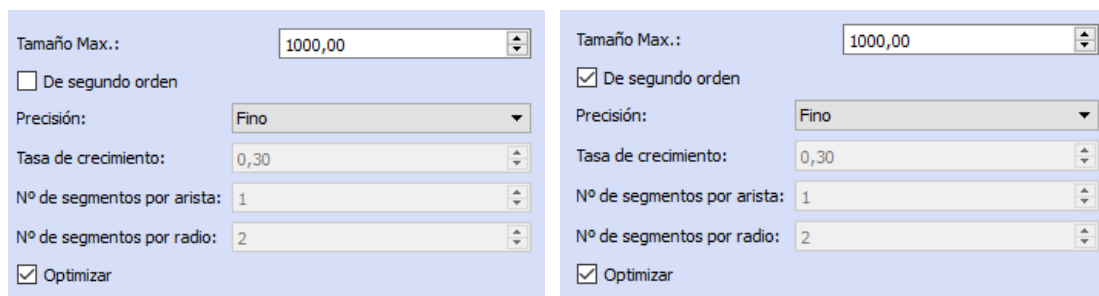 Tamaño Max.: 1000,00
De segundo orden
Precisión: Fino
Tasa de crecimiento: 0,30
Nº de segmentos por arista: 1
Nº de segmentos por radio: 2
Optimizar
Tamaño Max.: 1000,00
De segundo orden
Precisión: Fino
Tasa de crecimiento: 0,30
Nº de segmentos por arista: 1
Nº de segmentos por radio: 2
Optimizar